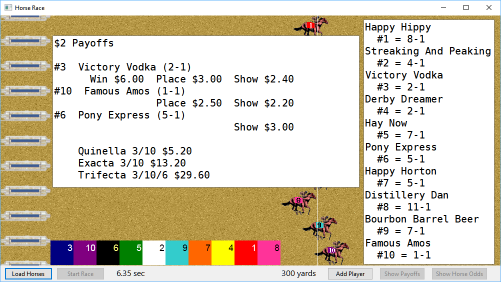 Horse Race
$2 Payoffs
#3 Victory Vodka (2-1)
Win $6.00 Place $3.00 Show $2.40
#10 Famous Amos (1-1)
Place $2.50 Show $2.20
#6 Pony Express (5-1)
Show $3.00
Quinella 3/10 $5.20
Exacta 3/10 $13.20
Trifecta 3/10/6 $29.60
Happy Hippy
#1 = 8-1
Streaking And Peaking
#2 = 4-1
Victory Vodka
#3 = 2-1
Derby Dreamer
#4 = 2-1
Hay Now
#5 = 7-1
Pony Express
#6 = 5-1
Happy Horton
#7 = 5-1
Distillery Dan
#8 = 11-1
Bourbon Barrel Beer
#9 = 7-1
Famous Amos
#10 = 1-1
1
8
9
10
3 10 6 5 2 9 7 4 1 8
Load Horses Start Race 6.35 sec 300 yards Add Player Show Payoffs Show Horse Odds